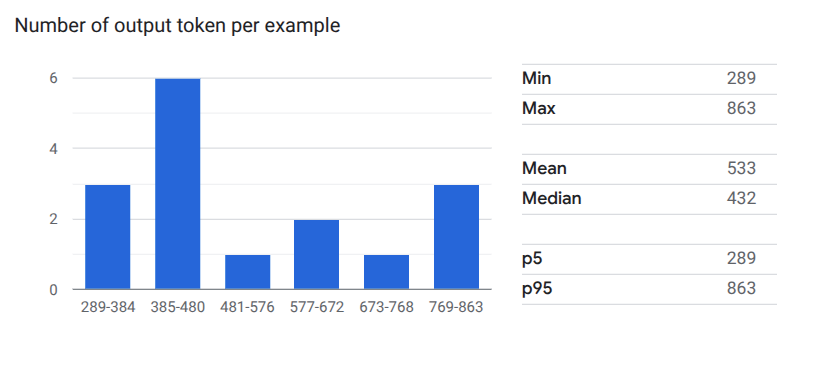 Number of output token per example
6
4
2
0
289-384 385-480 481-576 577-672 673-768 769-863
Min 289
Max 863
Mean 533
Median 432
p5 289
p95 863